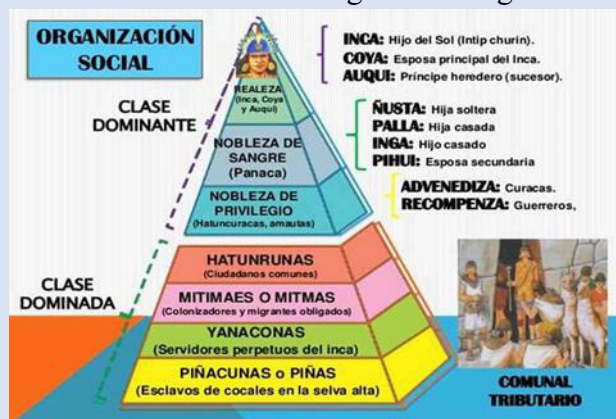 ORGANIZACIÓN
SOCIAL
INCA: Hijo del Sol (Intip churin).
COYA: Esposa principal del Inca.
AUQUI: Príncipe heredero (sucesor).
CLASE
DOMINANTE
REALEZA
(Inca, Coya
y Auqui)
NOBLEZA DE
SANGRE
(Panaca)
NOBLEZA DE
PRIVILEGIO
(Hatuncuracas, amautas)
ÑUSTA: Hija soltera
PALLA: Hija casada
INGA: Hijo casado
PIHUI: Esposa secundaria
ADVENEDIZA: Curacas.
RECOMPENZA: Guerreros,
CLASE
DOMINADA
HATUNRUNAS
(Ciudadanos comunes)
MITIMAES O MITMAS
(Colonizadores y migrantes obligados)
YANACONAS
(Servidores perpetuos del inca)
PIÑACUNAS o PIÑAS
(Esclavos de cocales en la selva alta)
COMUNAL
TRIBUTARIO